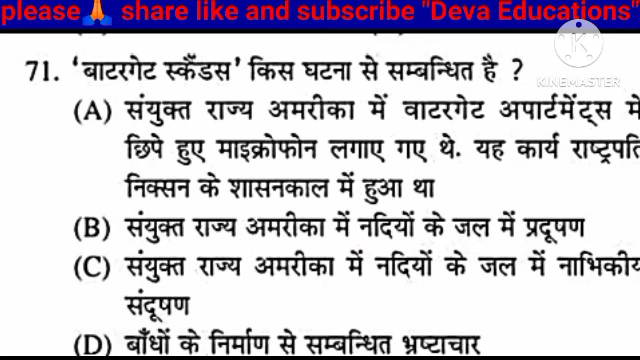 please🙏 share like and subscribe "Deva Educations"
71. 'बाटरगेट स्कैंडस' किस घटना से सम्बन्धित है ?
KINEMASTER
(A) संयुक्त राज्य अमरीका में वाटरगेट अपार्टमेंट्स में
छिपे हुए माइक्रोफोन लगाए गए थे. यह कार्य राष्ट्रपति
निक्सन के शासनकाल में हुआ था
(B) संयुक्त राज्य अमरीका में नदियों के जल में प्रदूषण
(C) संयुक्त राज्य अमरीका में नदियों के जल में नाभिकीय
संदूषण
(D) बाँधों के निर्माण से सम्बन्धित भ्रष्टाचार